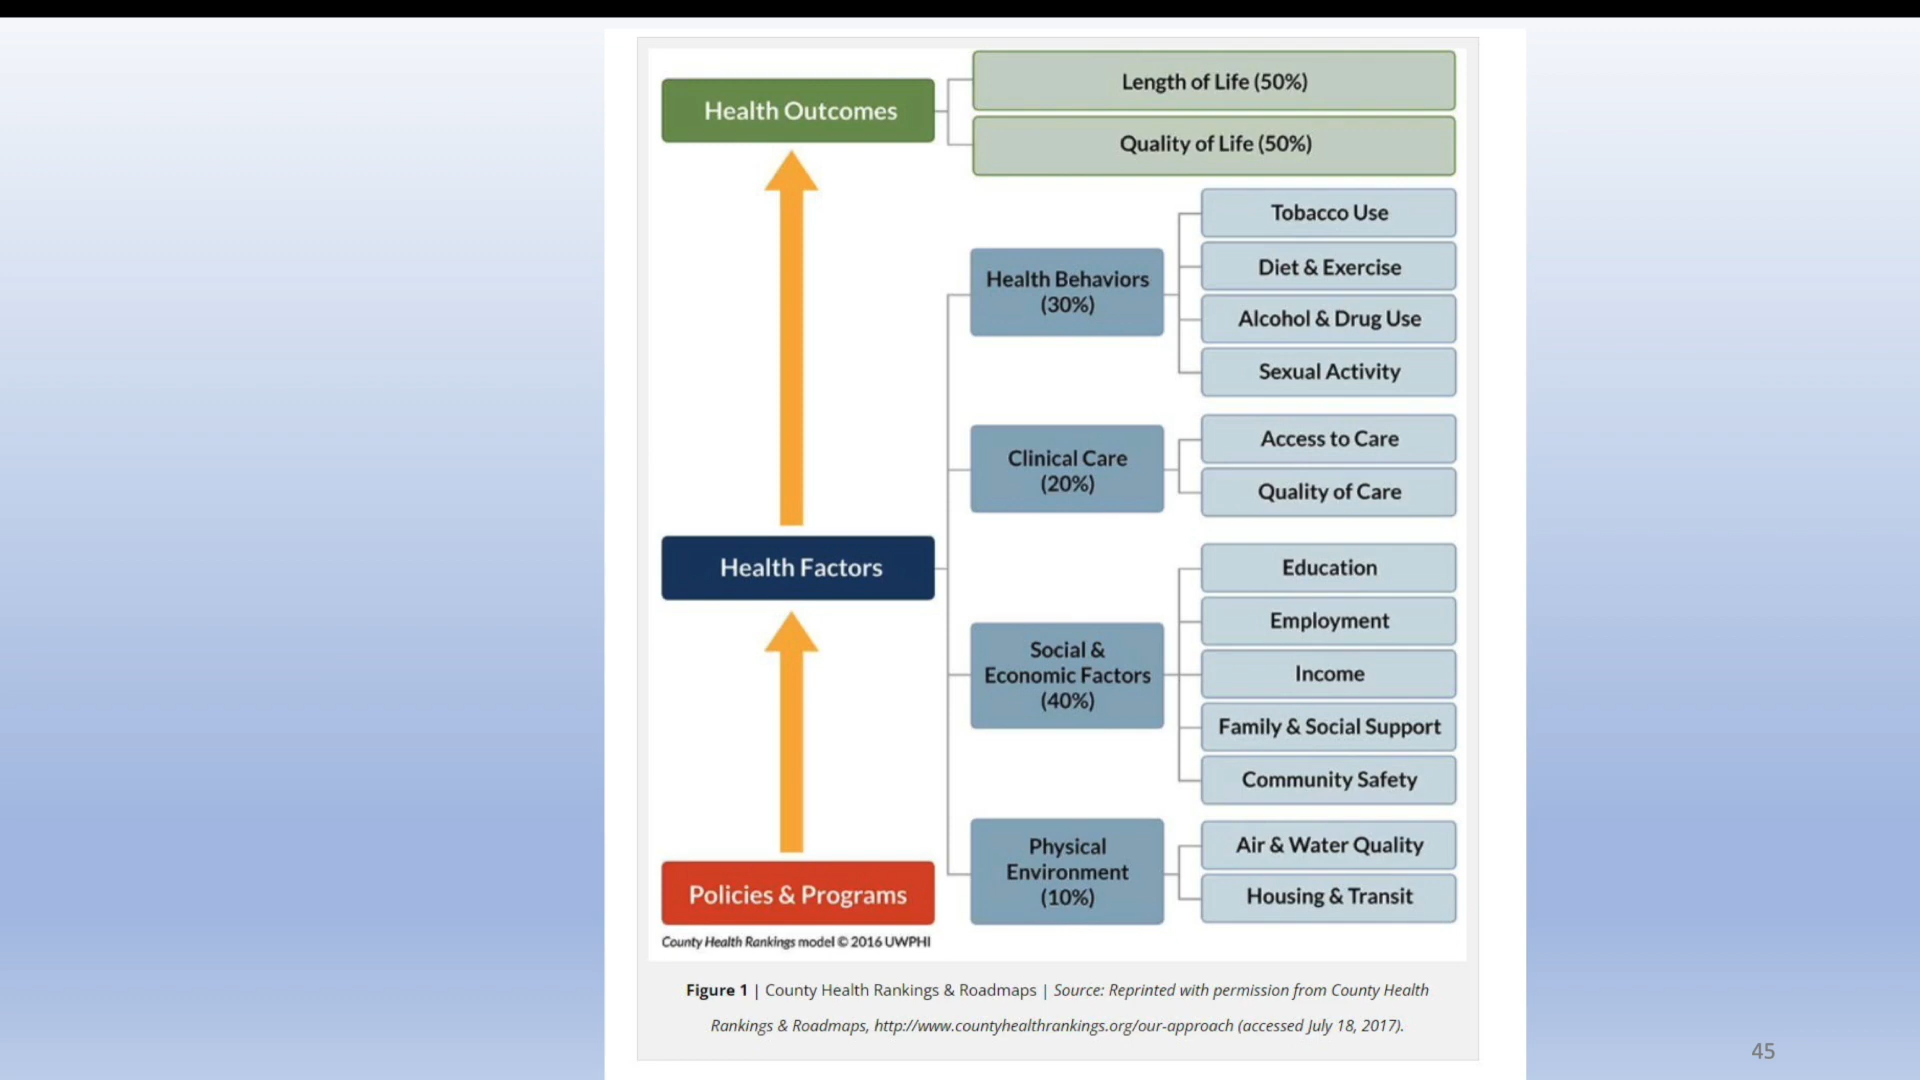 Health Outcomes
Length of Life (50%)
Quality of Life (50%)
Health Factors
Health Behaviors
(30%)
Tobacco Use
Diet & Exercise
Alcohol & Drug Use
Sexual Activity
Clinical Care
(20%)
Access to Care
Quality of Care
Social &
Economic Factors
(40%)
Education
Employment
Income
Family & Social Support
Community Safety
Physical
Environment
(10%)
Air & Water Quality
Housing & Transit
Policies & Programs
County Health Rankings model © 2016 UWPHI
Figure 1 | County Health Rankings & Roadmaps | Source: Reprinted with permission from County Health
Rankings & Roadmaps, http://www.countyhealthrankings.org/our-approach (accessed July 18, 2017).
45